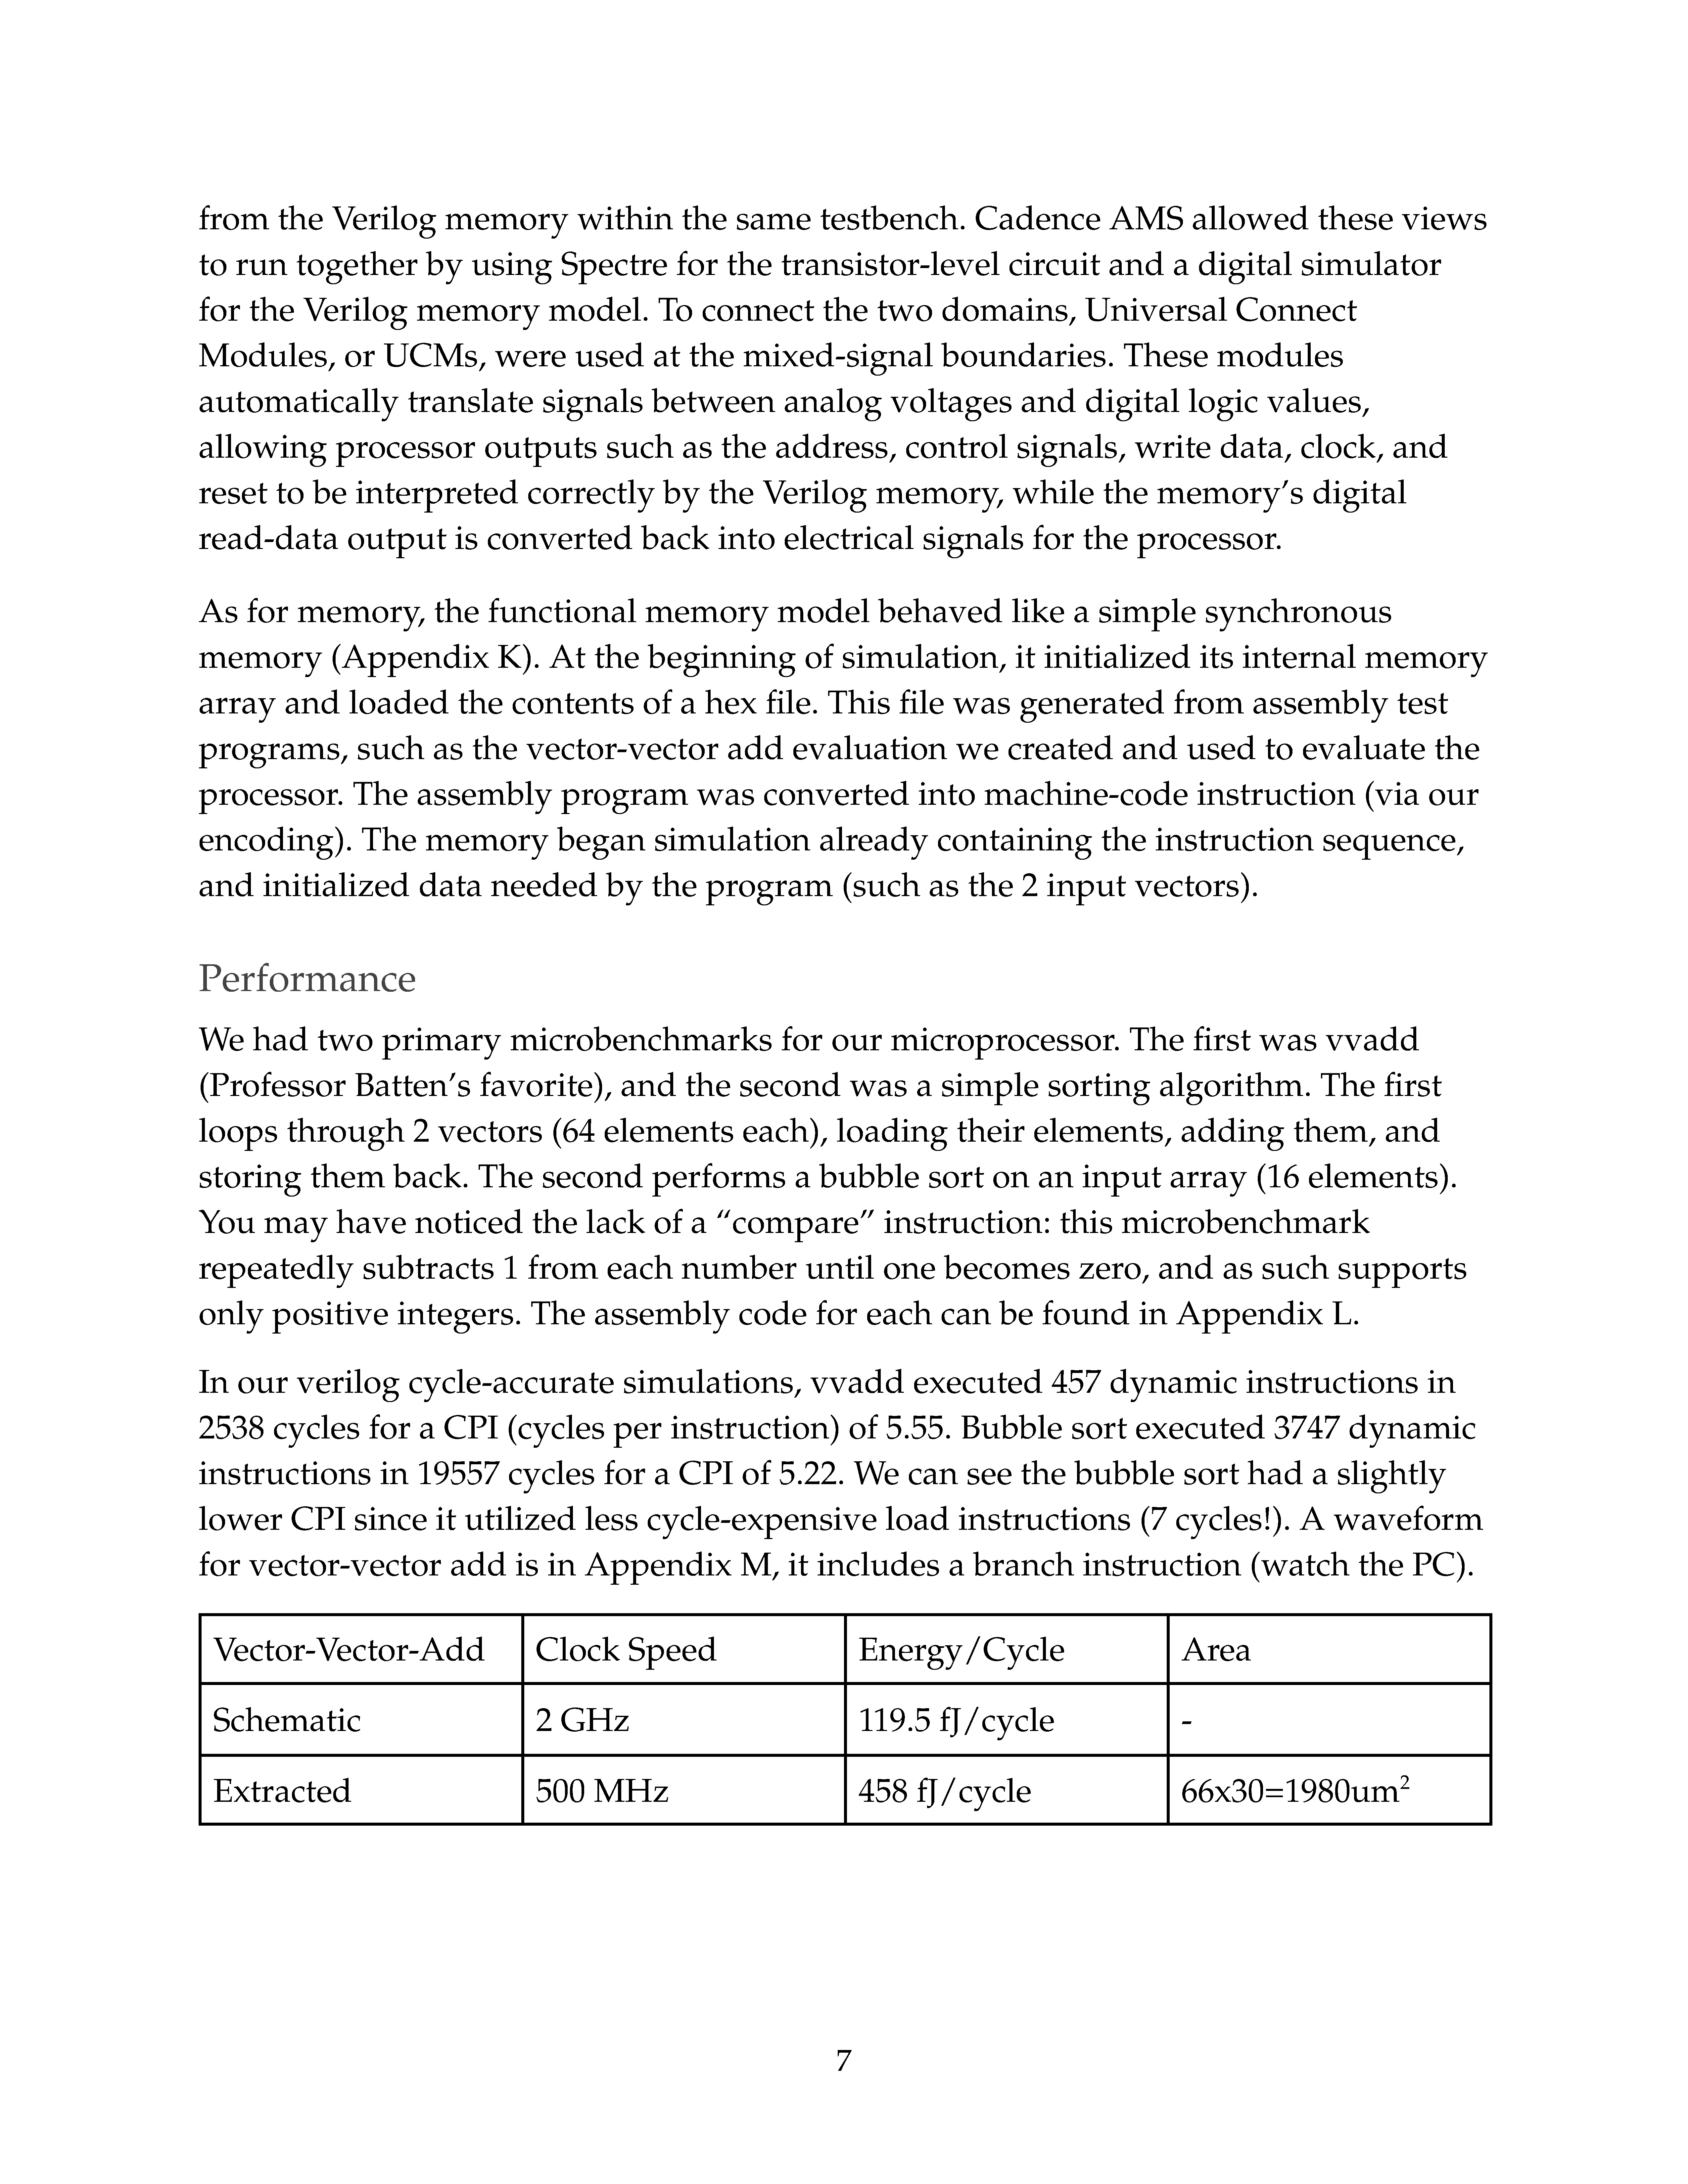 from the Verilog memory within the same testbench. Cadence AMS allowed these views
to run together by using Spectre for the transistor-level circuit and a digital simulator
for the Verilog memory model. To connect the two domains, Universal Connect
Modules, or UCMs, were used at the mixed-signal boundaries. These modules
automatically translate signals between analog voltages and digital logic values,
allowing processor outputs such as the address, control signals, write data, clock, and
reset to be interpreted correctly by the Verilog memory, while the memory’s digital
read-data output is converted back into electrical signals for the processor.
As for memory, the functional memory model behaved like a simple synchronous
memory (Appendix K). At the beginning of simulation, it initialized its internal memory
array and loaded the contents of a hex file. This file was generated from assembly test
programs, such as the vector-vector add evaluation we created and used to evaluate the
processor. The assembly program was converted into machine-code instruction (via our
encoding). The memory began simulation already containing the instruction sequence,
and initialized data needed by the program (such as the 2 input vectors).
Performance
We had two primary microbenchmarks for our microprocessor. The first was vvadd
(Professor Batten’s favorite), and the second was a simple sorting algorithm. The first
loops through 2 vectors (64 elements each), loading their elements, adding them, and
storing them back. The second performs a bubble sort on an input array (16 elements).
You may have noticed the lack of a “compare” instruction: this microbenchmark
repeatedly subtracts 1 from each number until one becomes zero, and as such supports
only positive integers. The assembly code for each can be found in Appendix L.
In our verilog cycle-accurate simulations, vvadd executed 457 dynamic instructions in
2538 cycles for a CPI (cycles per instruction) of 5.55. Bubble sort executed 3747 dynamic
instructions in 19557 cycles for a CPI of 5.22. We can see the bubble sort had a slightly
lower CPI since it utilized less cycle-expensive load instructions (7 cycles!). A waveform
for vector-vector add is in Appendix M, it includes a branch instruction (watch the PC).
Vector-Vector-Add Clock Speed Energy/Cycle Area
Schematic 2 GHz 119.5 fJ/cycle -
Extracted 500 MHz 458 fJ/cycle 66x30=1980um²
7